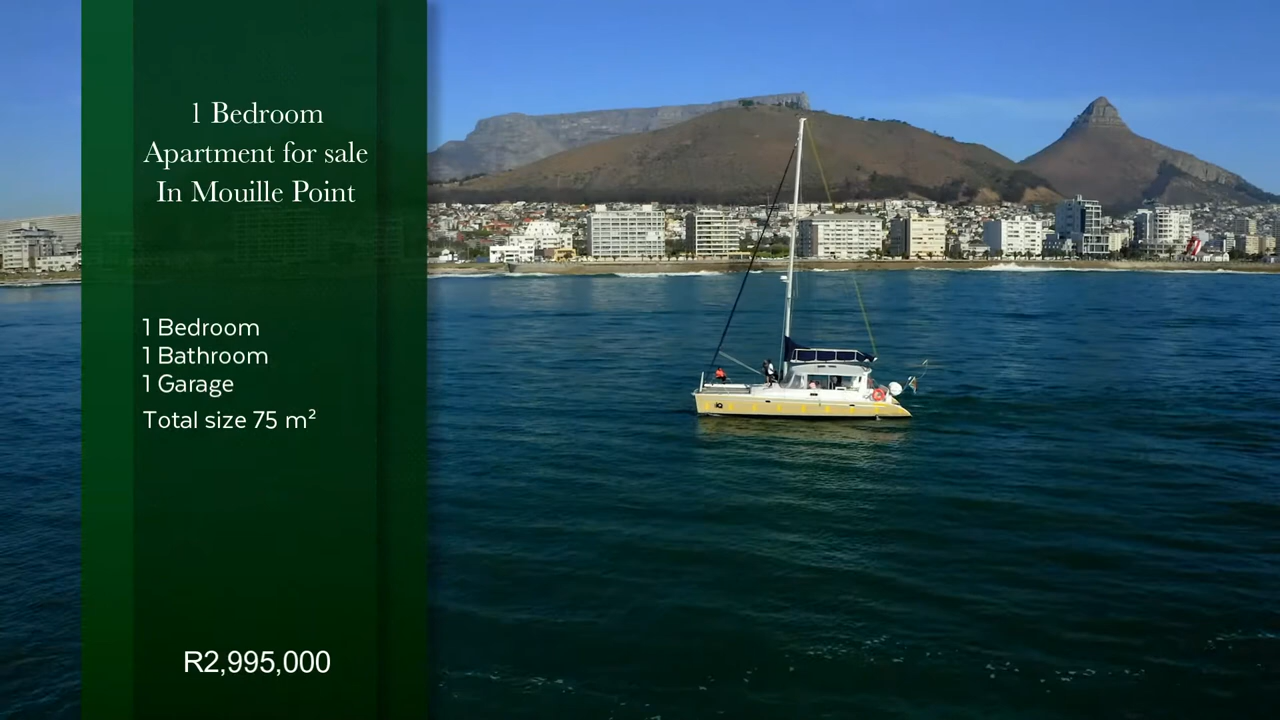 1 Bedroom
Apartment for sale
In Mouille Point
1 Bedroom
1 Bathroom
1 Garage
Total size 75 m²
R2,995,000